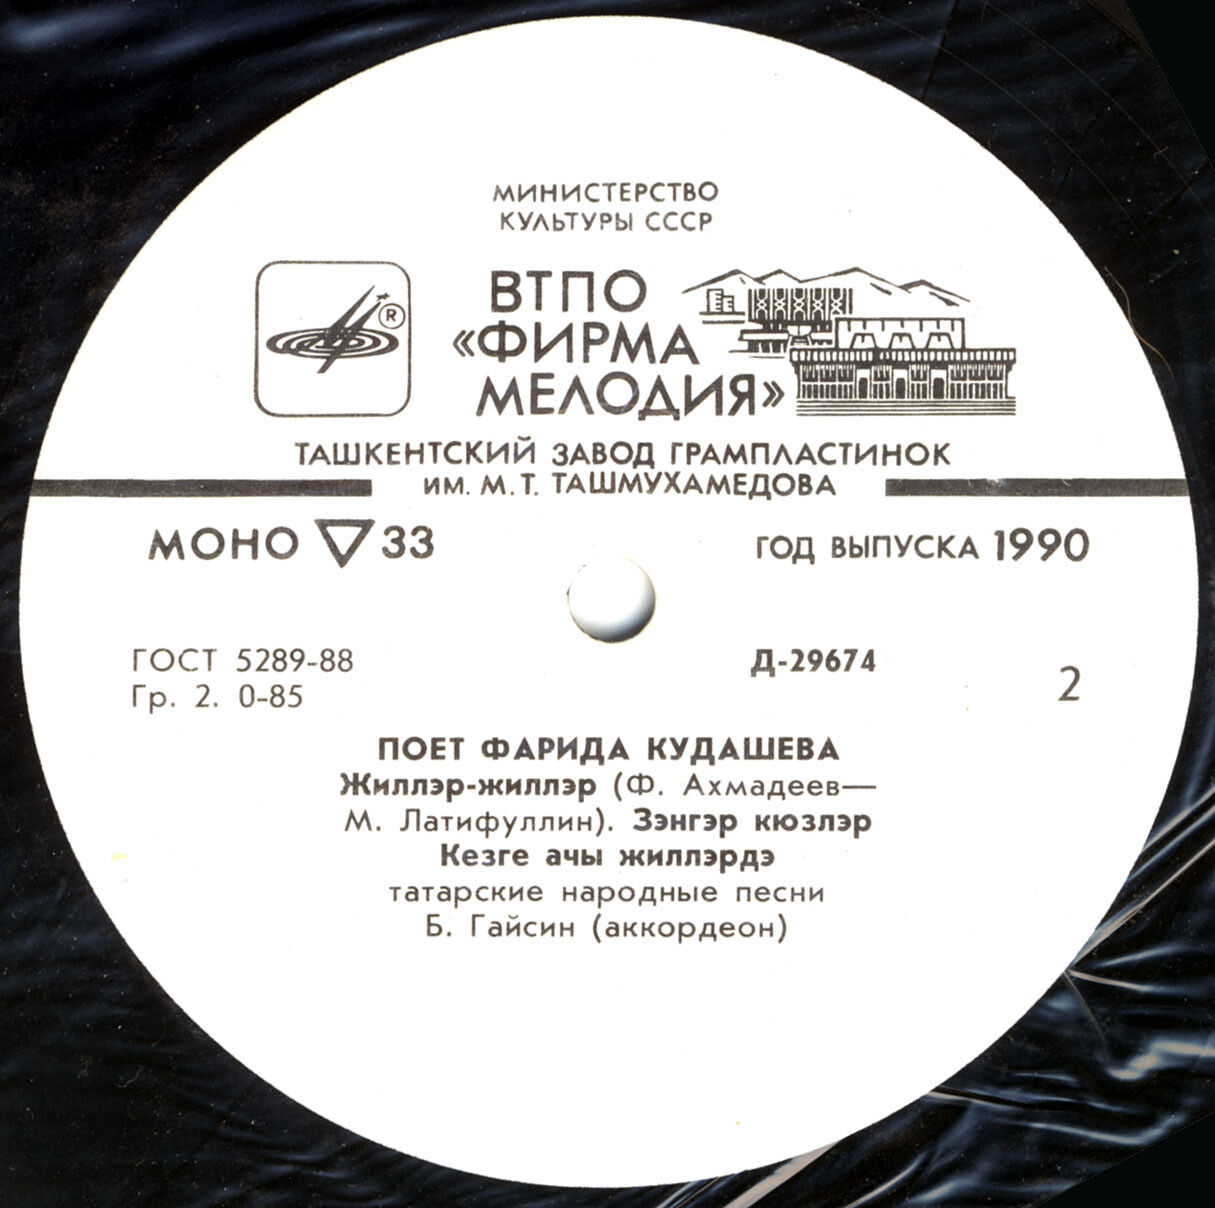 МИНИСТЕРСТВО
КУЛЬТУРЫ СССР
ВТПО
«ФИРМА
МЕЛОДИЯ»
®
ТАШКЕНТСКИЙ ЗАВОД ГРАМПЛАСТИНОК
ИМ. М.Т. ТАШМУХАМЕДОВА
МОНО ▽ 33
ГОД ВЫПУСКА 1990
ГОСТ 5289-88
Гр. 2. 0-85
Д-29674
2
ПОЕТ ФАРИДА КУДАШЕВА
Жиллэр-жиллэр (Ф. Ахмадеев—
М. Латифуллин). Зэнгэр кюзлэр
Кезге ачы жиллэрдэ
татарские народные песни
Б. Гайсин (аккордеон)